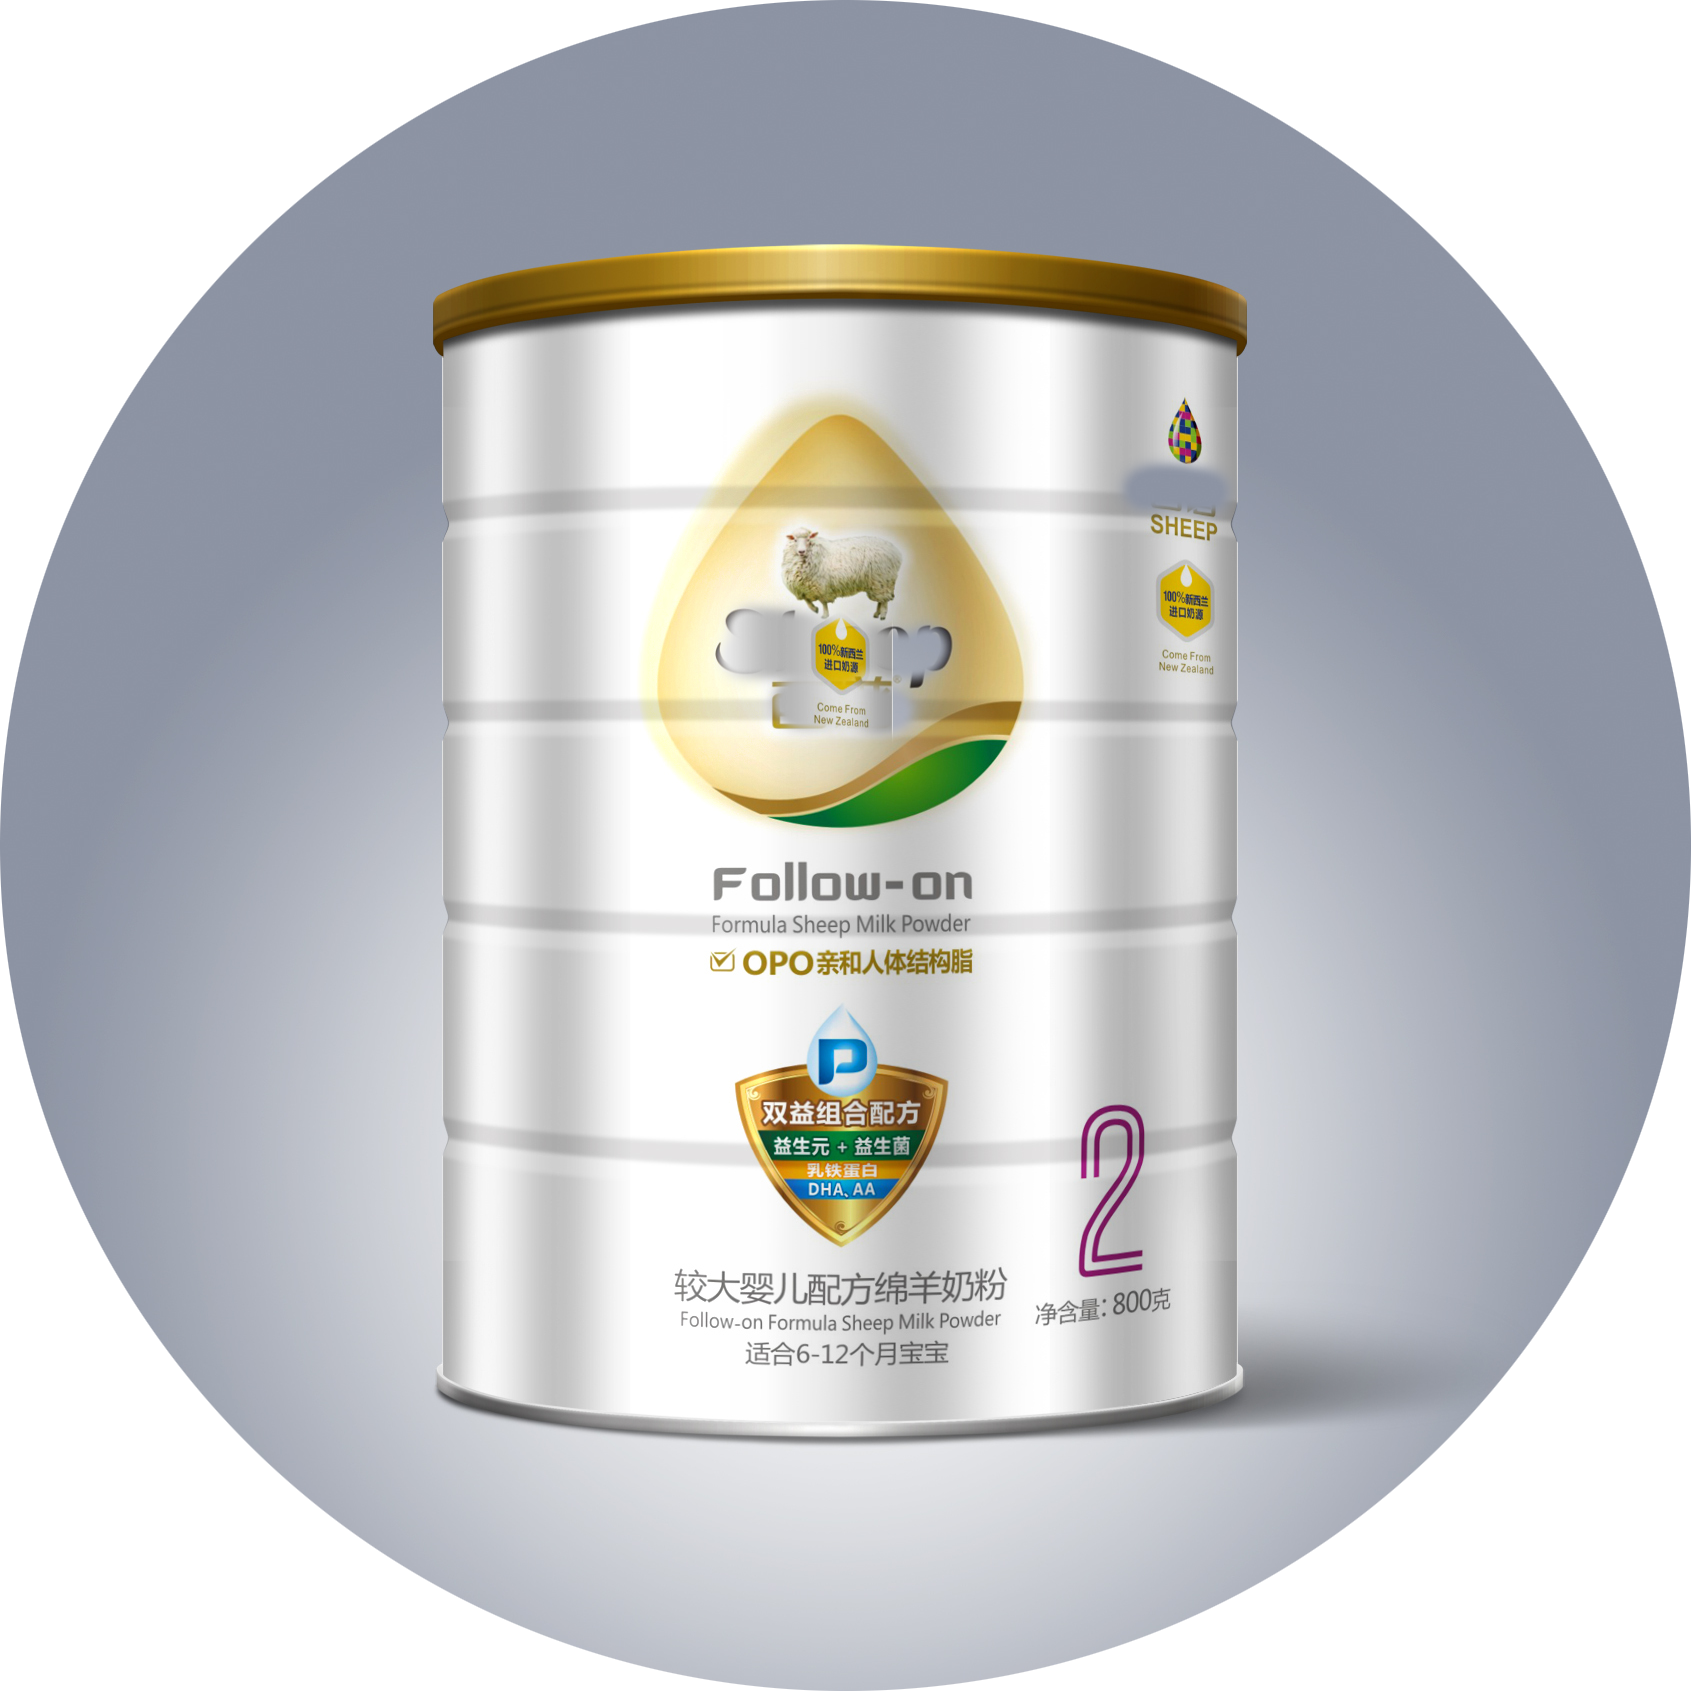 SHEEP
100%新西兰
进口奶源
Come From
New Zealand
100%新西兰
进口奶源
®
Come From
New Zealand
Follow-on
Formula Sheep Milk Powder
OPO亲和人体结构脂
P
双益组合配方
益生元 + 益生菌
乳铁蛋白
DHA、AA
2
较大婴儿配方绵羊奶粉
Follow-on Formula Sheep Milk Powder
适合6-12个月宝宝
净含量：800克